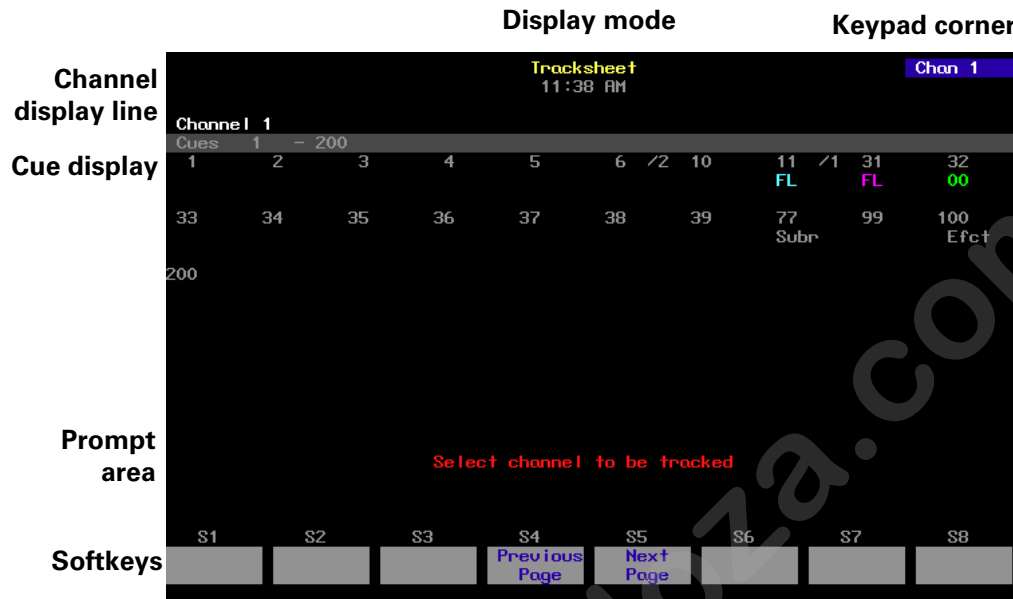 Display mode
Keypad corner
Channel display line
Tracksheet
Chan 1
11:38 AM
Channel 1
Cues 1 - 200
Cue display
1 2 3 4 5 6 /2 10 11 /1 31 32
FL FL 00
33 34 35 36 37 38 39 77 99 100
Subr Efct
200
Prompt area
Select channel to be tracked
S1 S2 S3 S4 S5 S6 S7 S8
Softkeys
Previous Page
Next Page
oza.com